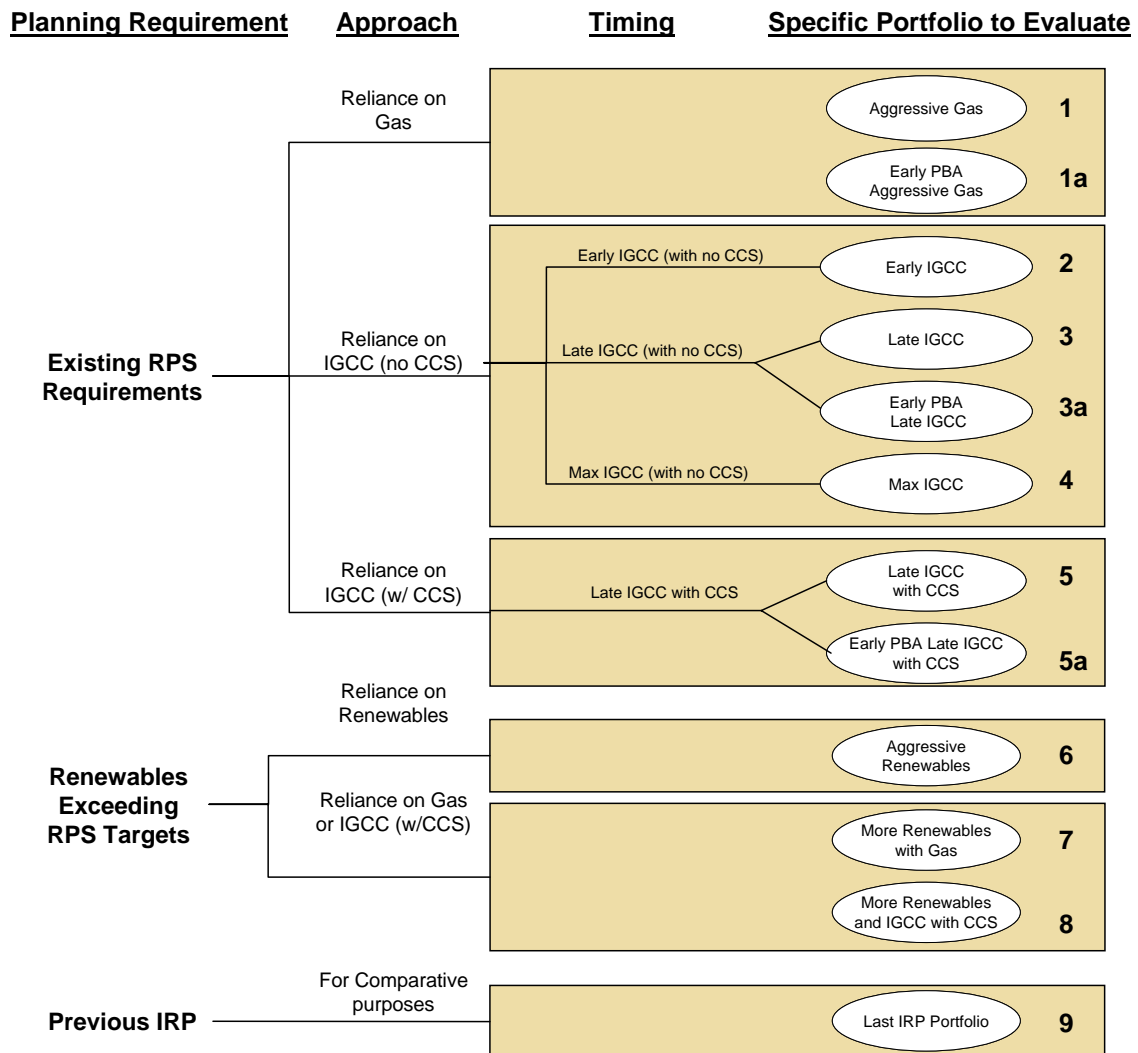 Planning Requirement
Approach
Timing
Specific Portfolio to Evaluate
Reliance on
Gas
Aggressive Gas
1
Early PBA
Aggressive Gas
1a
Existing RPS
Requirements
Reliance on
IGCC (no CCS)
Early IGCC (with no CCS)
Early IGCC
2
Late IGCC (with no CCS)
Late IGCC
3
Early PBA
Late IGCC
3a
Max IGCC (with no CCS)
Max IGCC
4
Reliance on
IGCC (w/ CCS)
Late IGCC with CCS
Late IGCC
with CCS
5
Early PBA Late IGCC
with CCS
5a
Renewables
Exceeding
RPS Targets
Reliance on
Renewables
Aggressive
Renewables
6
Reliance on Gas
or IGCC (w/CCS)
More Renewables
with Gas
7
More Renewables
and IGCC with CCS
8
Previous IRP
For Comparative
purposes
Last IRP Portfolio
9